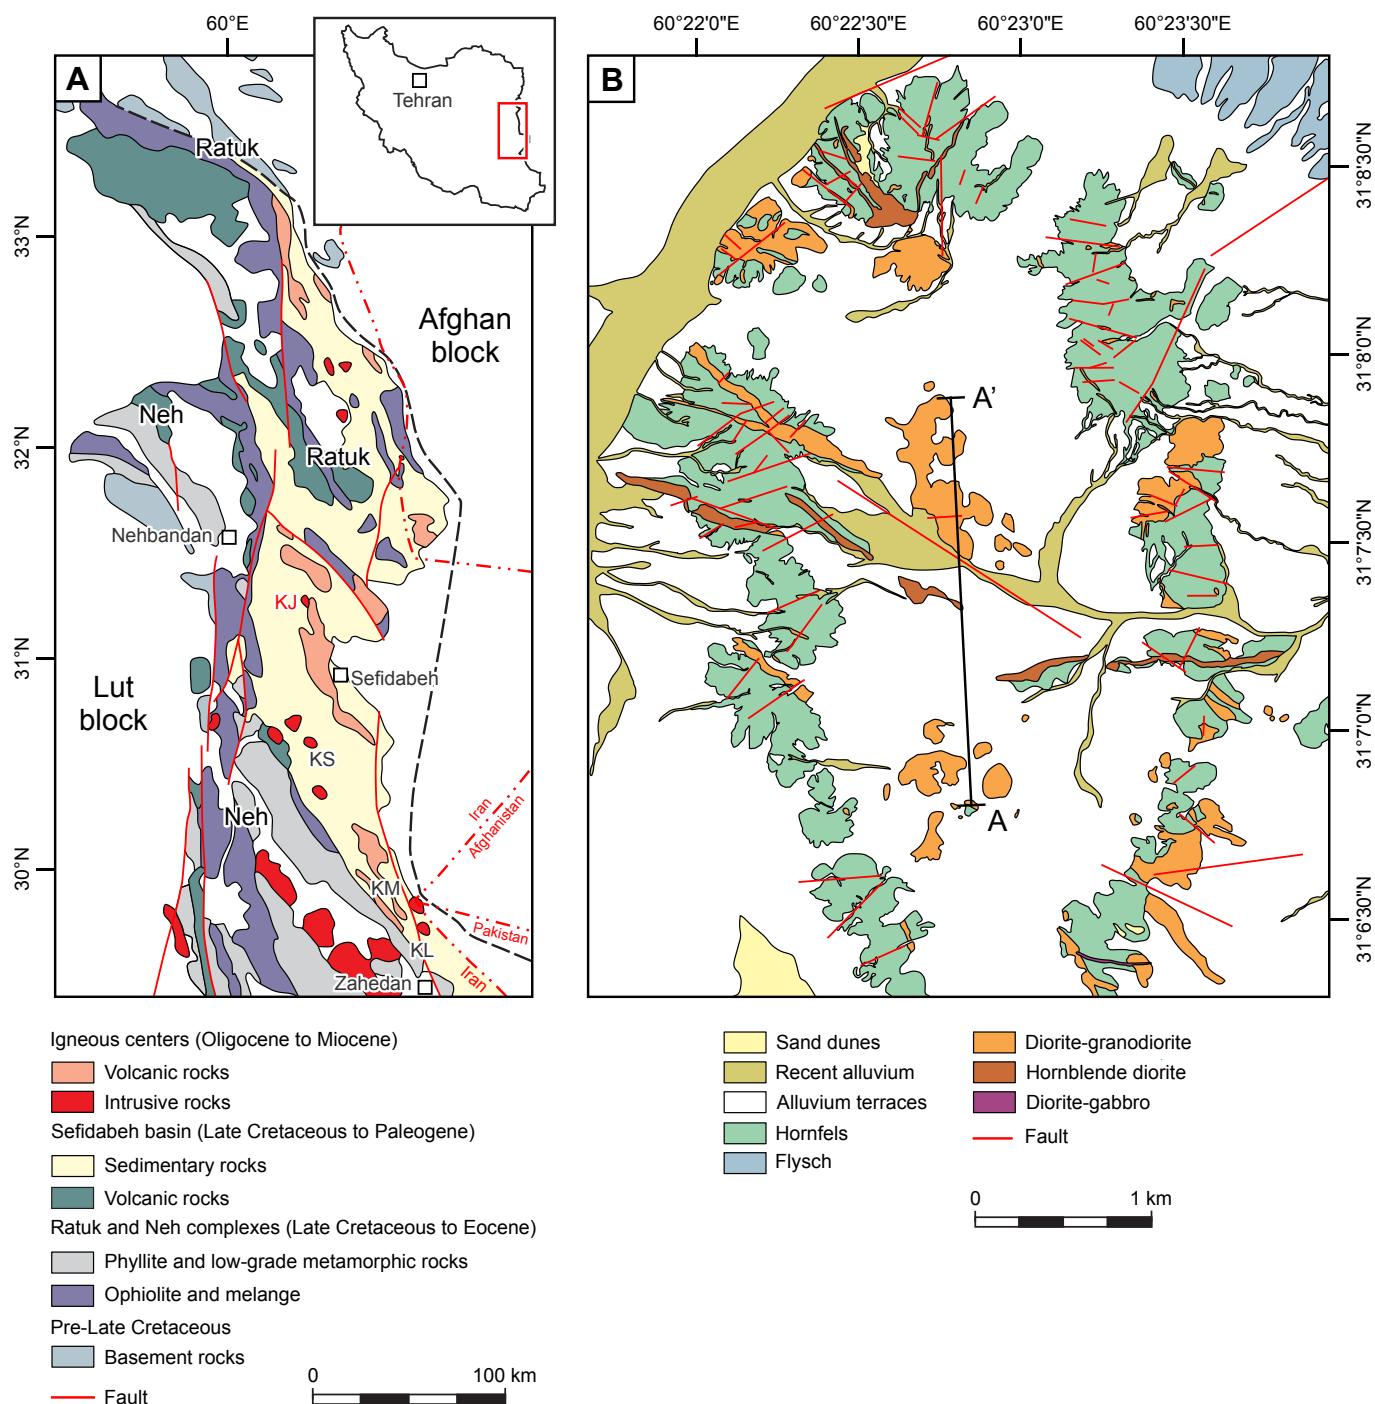 60°E
60°22'0"E
60°22'30"E
60°23'0"E
60°23'30"E
A
Tehran
B
Ratuk
33°N
Afghan
block
31°8'30"N
31°8'0"N
Neh
32°N
Ratuk
Nehbandan
A'
31°7'30"N
KJ
31°N
Sefidabeh
Lut
block
KS
31°7'0"N
Neh
Iran
Afghanistan
A
30°N
KM
Pakistan
KL
Iran
Zahedan
31°6'30"N
Igneous centers (Oligocene to Miocene)
Volcanic rocks
Intrusive rocks
Sefidabeh basin (Late Cretaceous to Paleogene)
Sedimentary rocks
Volcanic rocks
Ratuk and Neh complexes (Late Cretaceous to Eocene)
Phyllite and low-grade metamorphic rocks
Ophiolite and melange
Pre-Late Cretaceous
Basement rocks
Fault
0
100 km
Sand dunes
Recent alluvium
Alluvium terraces
Hornfels
Flysch
Diorite-granodiorite
Hornblende diorite
Diorite-gabbro
Fault
0
1 km